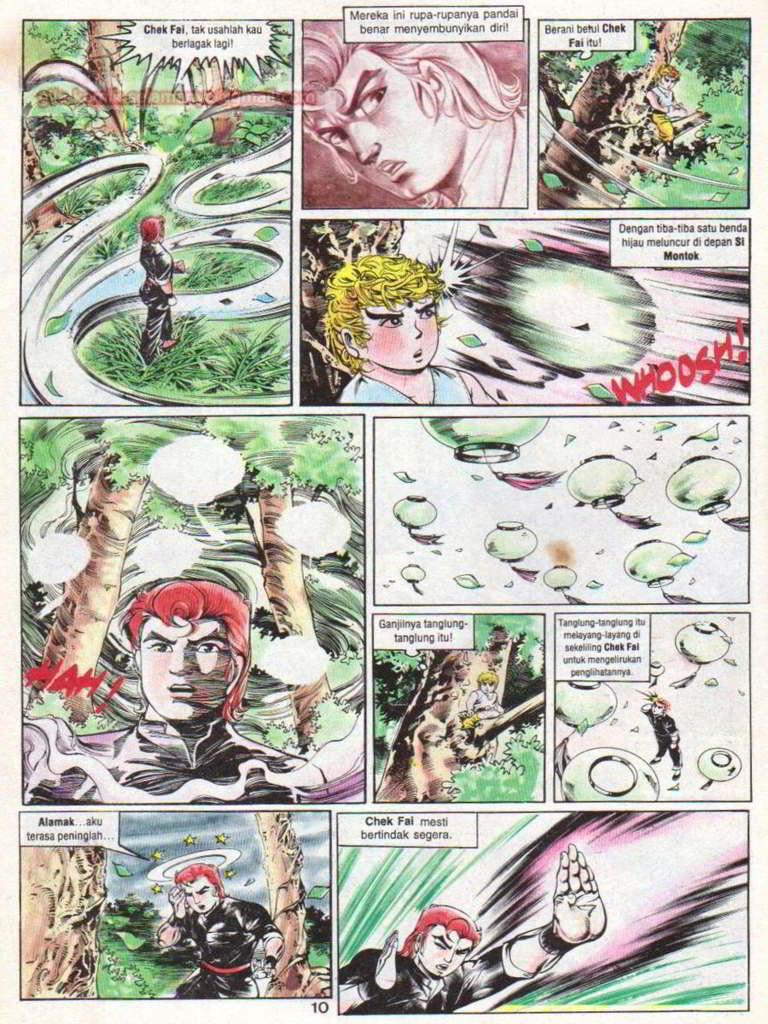 Chek Fai, tak usahlah kau
berlagak lagi!
Mereka ini rupa-rupanya pandai
benar menyembunyikan diri!
Berani betul Chek
Fai itu!
Dengan tiba-tiba satu benda
hijau meluncur di depan SI
Montok.
WHOOSH!
HAH!
Ganjilnya tanglung-
tanglung itu!
Tanglung-tanglung itu
melayang-layang di
sekeliling Chek Fai
untuk mengelirukan
penglihatannya.
Alamak...aku
terasa peninglah...
Chek Fai mesti
bertindak segera.
10